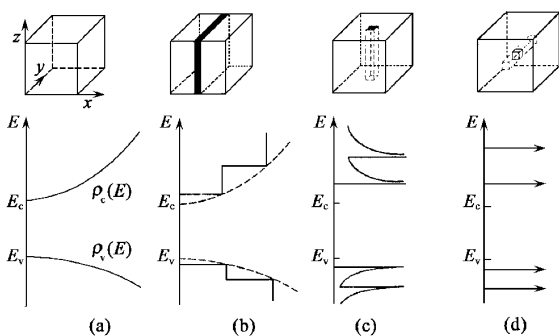 z
y
x
E E E E
ρc(E)
Ec Ec Ec Ec
Ev ρv(E) Ev Ev Ev
(a) (b) (c) (d)